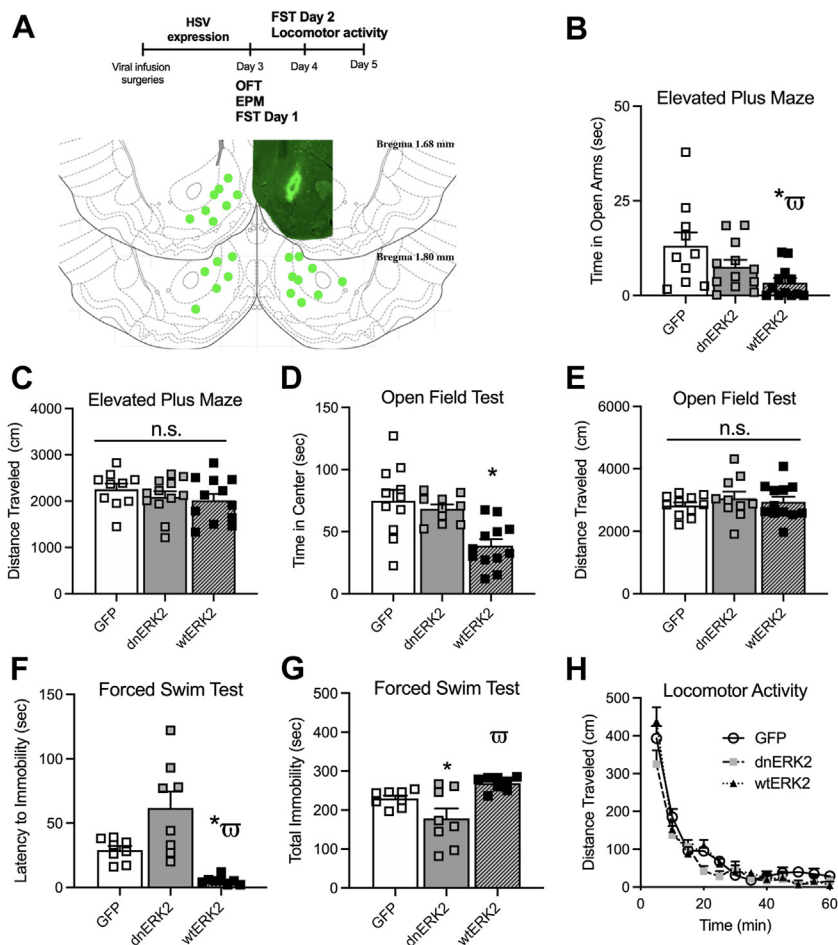 A
HSV
expression
FST Day 2
Locomotor activity
Viral infusion
surgeries
Day 3
Day 4
Day 5
OFT
EPM
FST Day 1
Bregma 1.68 mm
Bregma 1.80 mm
B
Elevated Plus Maze
Time in Open Arms (sec)
50
25
0
*ϖ
GFP
dnERK2
wtERK2
C
Elevated Plus Maze
n.s.
Distance Traveled (cm)
4000
3000
2000
1000
0
GFP
dnERK2
wtERK2
D
Open Field Test
Time in Center (sec)
150
100
50
0
*
GFP
dnERK2
wtERK2
E
Open Field Test
n.s.
Distance Traveled (cm)
6000
4000
2000
0
GFP
dnERK2
wtERK2
F
Forced Swim Test
Latency to Immobility (sec)
150
100
50
0
*ϖ
GFP
dnERK2
wtERK2
G
Forced Swim Test
Total Immobility (sec)
500
400
300
200
100
0
*
ϖ
GFP
dnERK2
wtERK2
H
Locomotor Activity
Distance Traveled (cm)
500
400
300
200
100
0
GFP
dnERK2
wtERK2
0
20
40
60
Time (min)